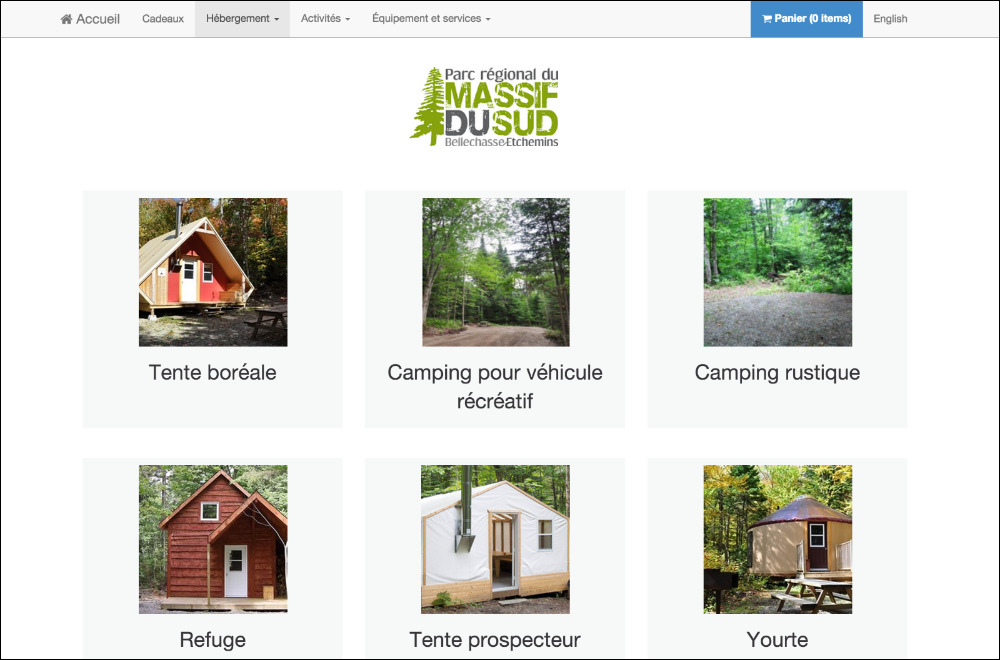 Accueil Cadeaux Hébergement Activités Équipement et services Panier (0 items) English
Parc régional du
MASSIF
DU SUD
Bellechasse-Etchemins
Tente boréale
Camping pour véhicule
récréatif
Camping rustique
Refuge
Tente prospecteur
Yourte